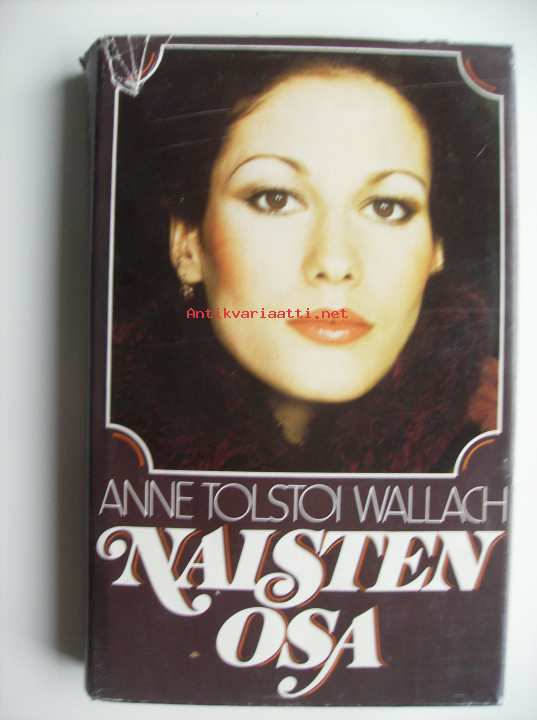 Antikvariaatti.net
ANNE TOLSTOI WALLACH
NAISTEN
OSA